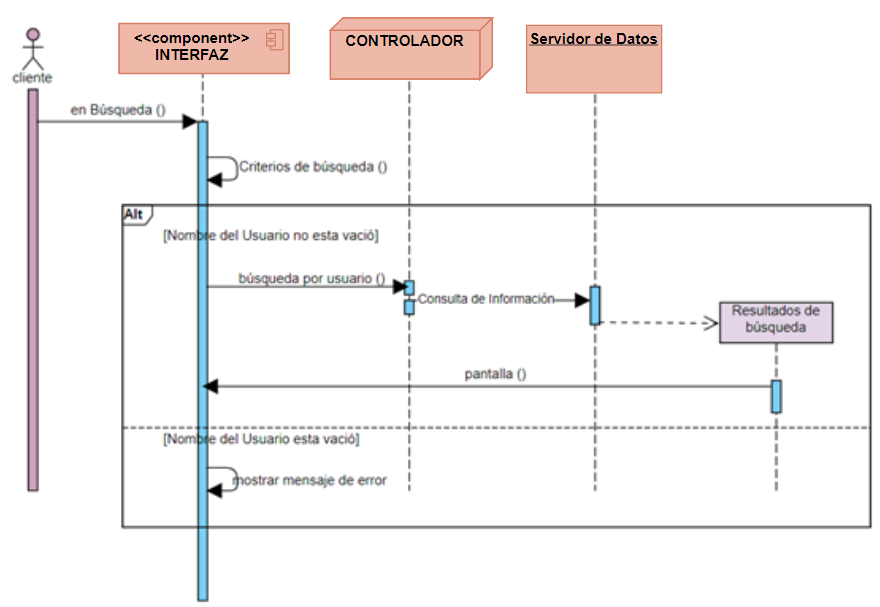 cliente
<<component>>
INTERFAZ
CONTROLADOR
Servidor de Datos
en Búsqueda ()
Criterios de búsqueda ()
Alt
[Nombre del Usuario no esta vació]
búsqueda por usuario ()
Consulta de Información
Resultados de
búsqueda
pantalla ()
[Nombre del Usuario esta vació]
mostrar mensaje de error